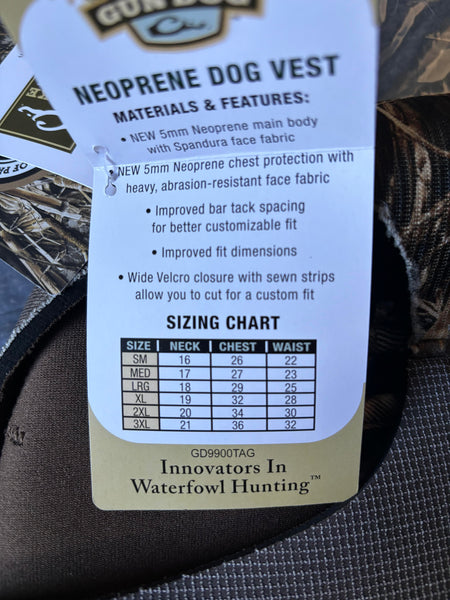 GUN DOG
NEOPRENE DOG VEST
MATERIALS & FEATURES:
• NEW 5mm Neoprene main body
with Spandura face fabric
• NEW 5mm Neoprene chest protection with
heavy, abrasion-resistant face fabric
• Improved bar tack spacing
for better customizable fit
• Improved fit dimensions
• Wide Velcro closure with sewn strips
allow you to cut for a custom fit
SIZING CHART
SIZE NECK CHEST WAIST
SM 16 26 22
MED 17 27 23
LRG 18 29 25
XL 19 32 28
2XL 20 34 30
3XL 21 36 32
GD9900TAG
Innovators In
Waterfowl Hunting™